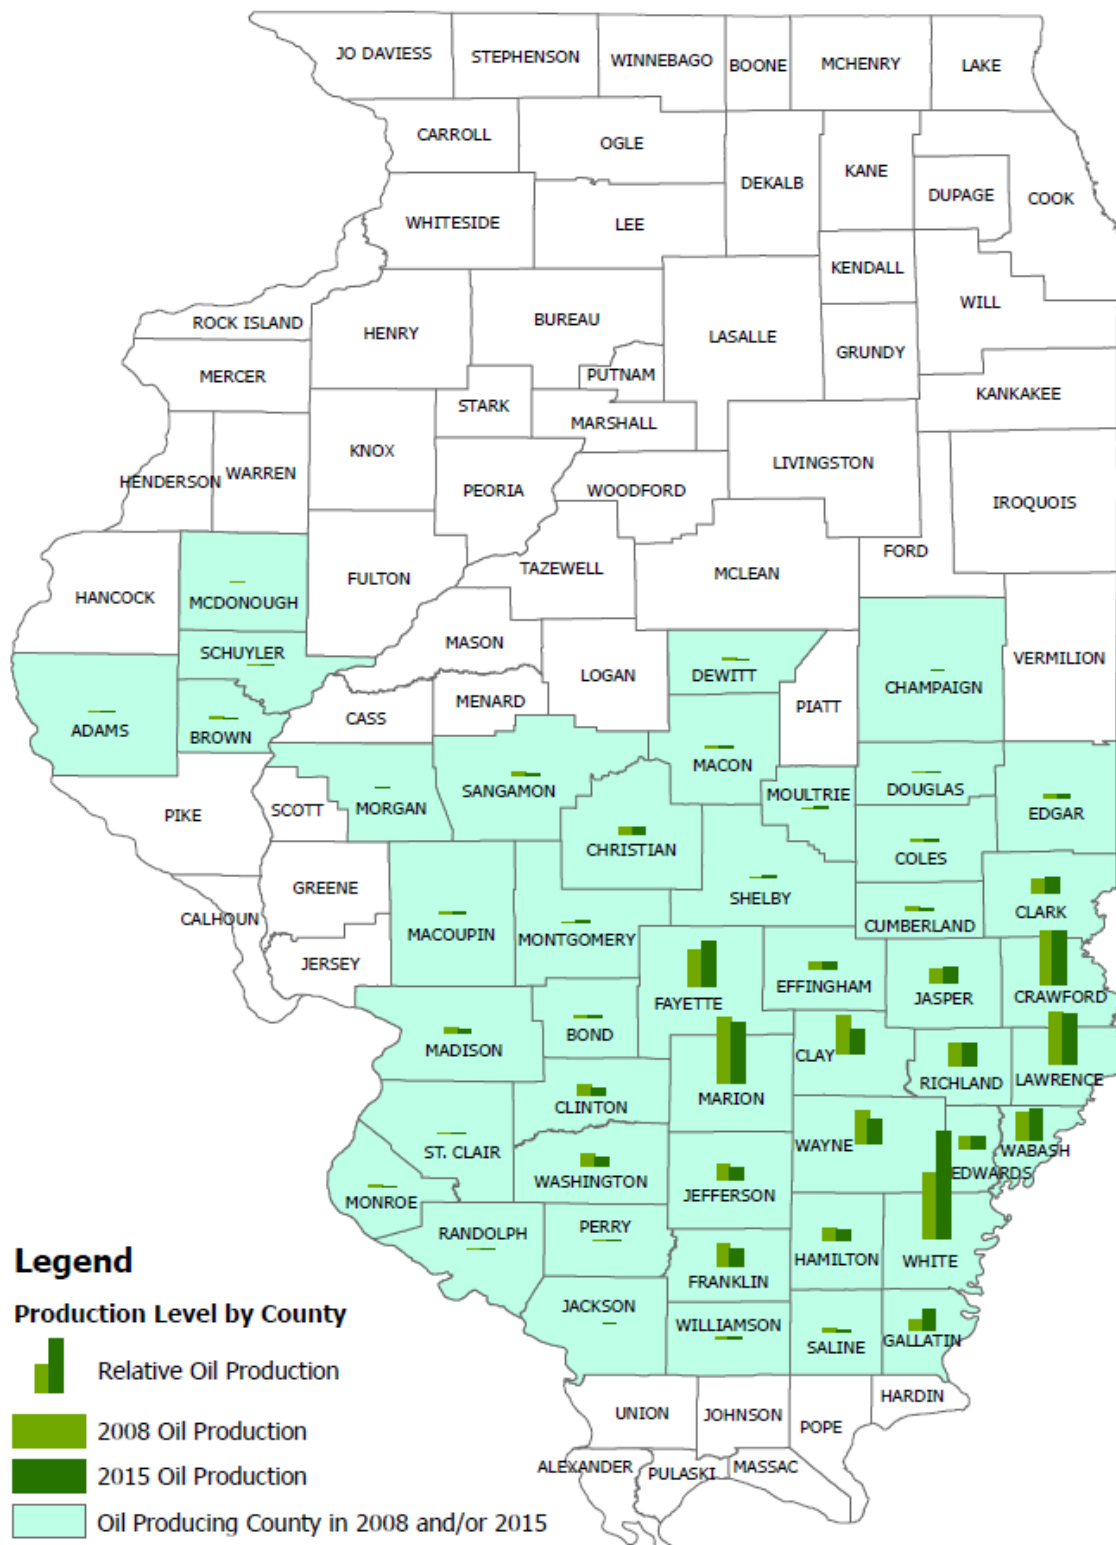 JO DAVIESS
STEPHENSON
WINNEBAGO
BOONE
MCHENRY
LAKE
CARROLL
OGLE
DEKALB
KANE
DUPAGE
COOK
WHITESIDE
LEE
KENDALL
WILL
ROCK ISLAND
HENRY
BUREAU
LASALLE
GRUNDY
MERCER
PUTNAM
KANKAKEE
STARK
MARSHALL
KNOX
HENDERSON
WARREN
PEORIA
WOODFORD
LIVINGSTON
IROQUOIS
FORD
HANCOCK
MCDONOUGH
FULTON
TAZEWELL
MCLEAN
MASON
SCHUYLER
LOGAN
DEWITT
CHAMPAIGN
VERMILION
ADAMS
BROWN
CASS
MENARD
PIATT
MACON
PIKE
SCOTT
MORGAN
SANGAMON
MOULTRIE
DOUGLAS
EDGAR
CHRISTIAN
COLES
GREENE
SHELBY
CLARK
CALHOUN
MACOUPIN
MONTGOMERY
CUMBERLAND
JERSEY
FAYETTE
EFFINGHAM
JASPER
CRAWFORD
MADISON
BOND
CLAY
RICHLAND
LAWRENCE
MARION
CLINTON
ST. CLAIR
WAYNE
WABASH
EDWARDS
WASHINGTON
JEFFERSON
MONROE
RANDOLPH
PERRY
HAMILTON
WHITE
FRANKLIN
JACKSON
WILLIAMSON
SALINE
GALLATIN
UNION
JOHNSON
POPE
HARDIN
ALEXANDER
PULASKI
MASSAC
Legend
Production Level by County
Relative Oil Production
2008 Oil Production
2015 Oil Production
Oil Producing County in 2008 and/or 2015